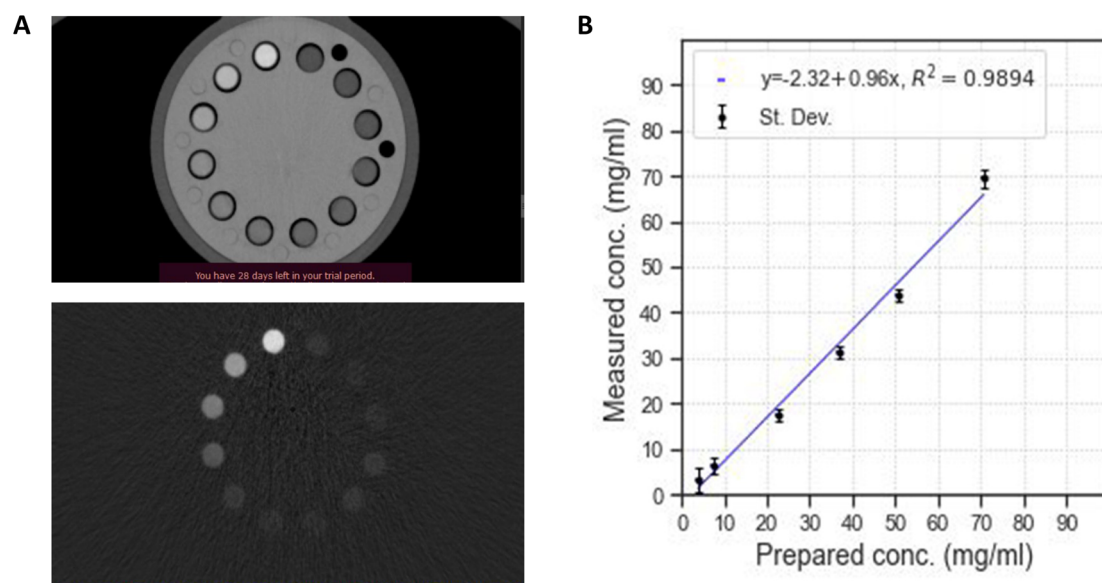 A
You have 28 days left in your trial period.
B
y=-2.32+0.96x, R² = 0.9894
St. Dev.
Measured conc. (mg/ml)
90
80
70
60
50
40
30
20
10
0
0 10 20 30 40 50 60 70 80 90
Prepared conc. (mg/ml)